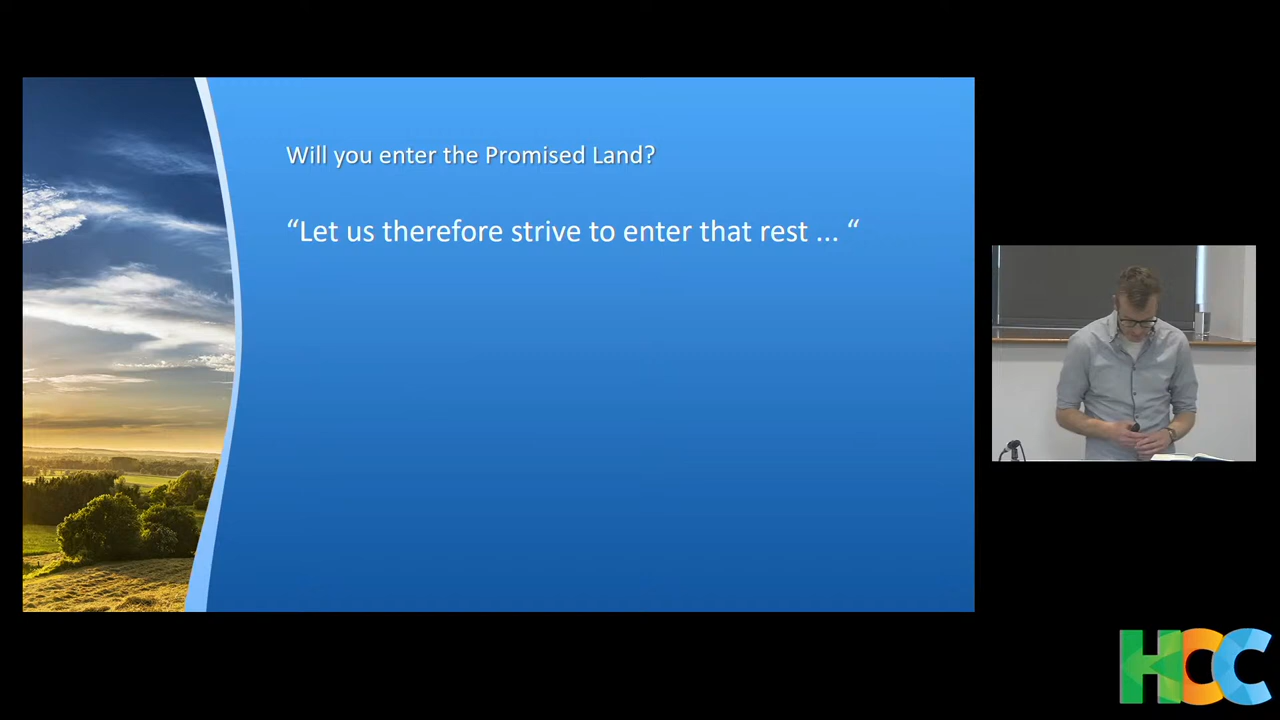 Will you enter the Promised Land?
“Let us therefore strive to enter that rest ... “
HCC